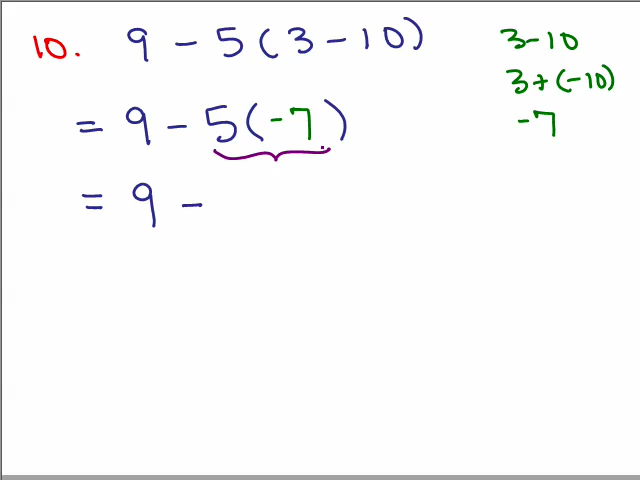 10. 9 - 5(3 - 10)
= 9 - 5(-7)
= 9 -
3 - 10
3 + (-10)
-7